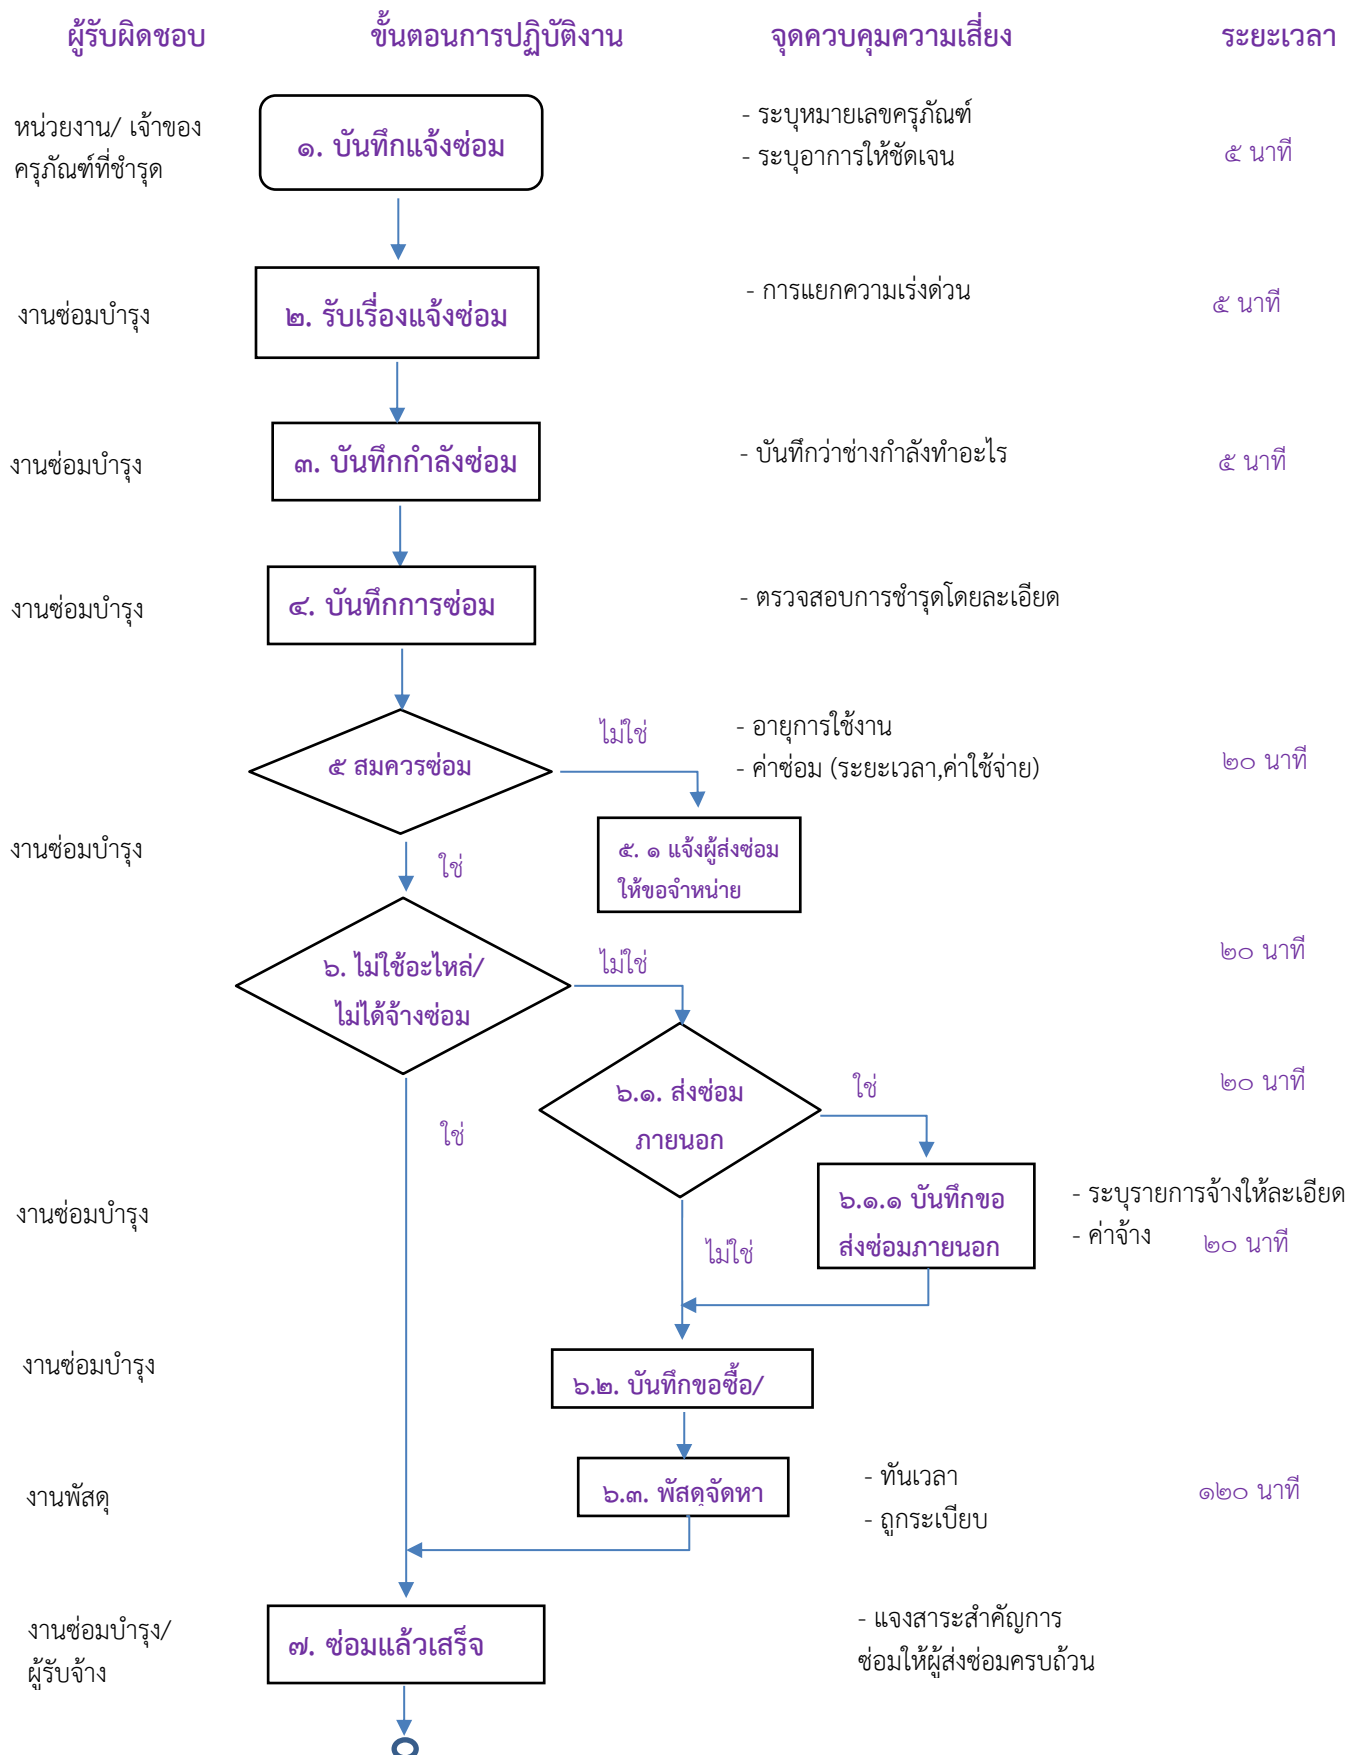 ผู้รับผิดชอบ ขั้นตอนการปฏิบัติงาน จุดควบคุมความเสี่ยง ระยะเวลา
หน่วยงาน/ เจ้าของ
ครุภัณฑ์ที่ชำรุด
๑. บันทึกแจ้งซ่อม
- ระบุหมายเลขครุภัณฑ์
- ระบุอาการให้ชัดเจน
๕ นาที
งานซ่อมบำรุง
๒. รับเรื่องแจ้งซ่อม
- การแยกความเร่งด่วน
๕ นาที
งานซ่อมบำรุง
๓. บันทึกกำลังซ่อม
- บันทึกว่าช่างกำลังทำอะไร
๕ นาที
งานซ่อมบำรุง
๔. บันทึกการซ่อม
- ตรวจสอบการชำรุดโดยละเอียด
๕ สมควรซ่อม
ไม่ใช่
- อายุการใช้งาน
- ค่าซ่อม (ระยะเวลา,ค่าใช้จ่าย)
๒๐ นาที
งานซ่อมบำรุง
ใช่
๕. ๑ แจ้งผู้ส่งซ่อม
ให้ขอจำหน่าย
๖. ไม่ใช้อะไหล่/
ไม่ได้จ้างซ่อม
ไม่ใช่
๒๐ นาที
๖.๑. ส่งซ่อม
ภายนอก
ใช่
๒๐ นาที
ใช่
งานซ่อมบำรุง
ไม่ใช่
๖.๑.๑ บันทึกขอ
ส่งซ่อมภายนอก
- ระบุรายการจ้างให้ละเอียด
- ค่าจ้าง
๒๐ นาที
งานซ่อมบำรุง
๖.๒. บันทึกขอซื้อ/
งานพัสดุ
๖.๓. พัสดุจัดหา
- ทันเวลา
- ถูกระเบียบ
๑๒๐ นาที
งานซ่อมบำรุง/
ผู้รับจ้าง
๗. ซ่อมแล้วเสร็จ
- แจงสาระสำคัญการ
ซ่อมให้ผู้ส่งซ่อมครบถ้วน